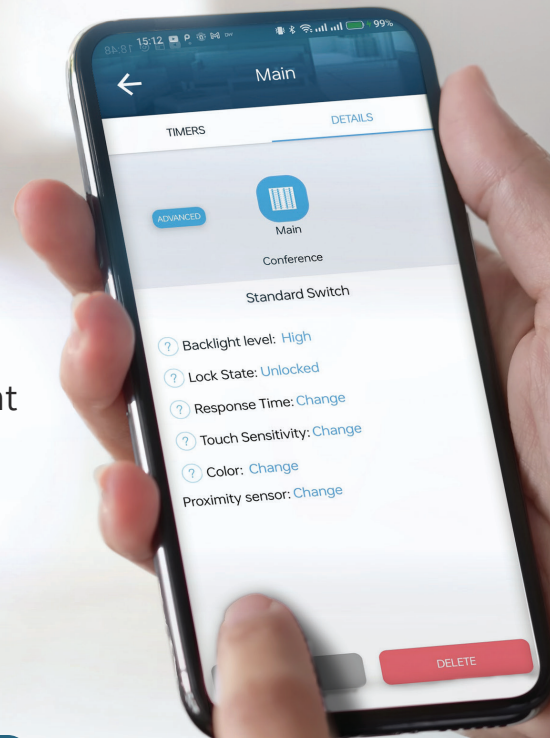 15:12
99%
Main
TIMERS
DETAILS
ADVANCED
Main
Conference
Standard Switch
? Backlight level: High
? Lock State: Unlocked
? Response Time: Change
? Touch Sensitivity: Change
? Color: Change
Proximity sensor: Change
DELETE